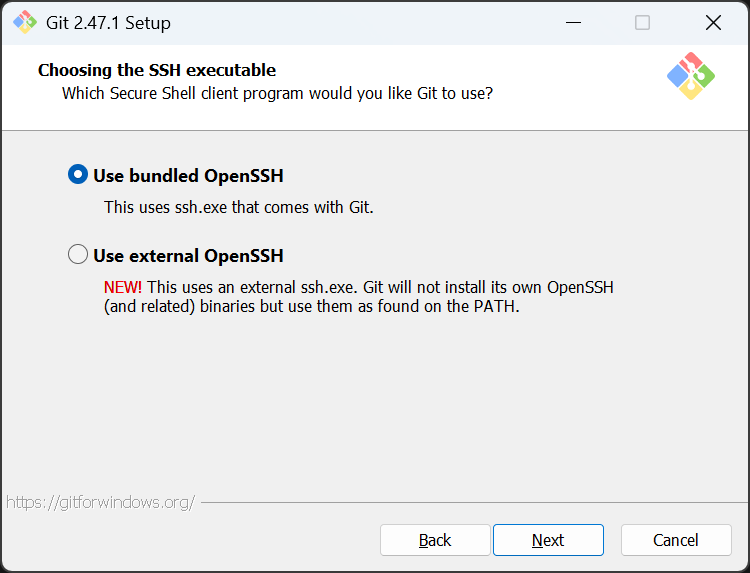 Git 2.47.1 Setup
Choosing the SSH executable
Which Secure Shell client program would you like Git to use?
Use bundled OpenSSH
This uses ssh.exe that comes with Git.
Use external OpenSSH
NEW! This uses an external ssh.exe. Git will not install its own OpenSSH
(and related) binaries but use them as found on the PATH.
https://gitforwindows.org/
Back Next Cancel